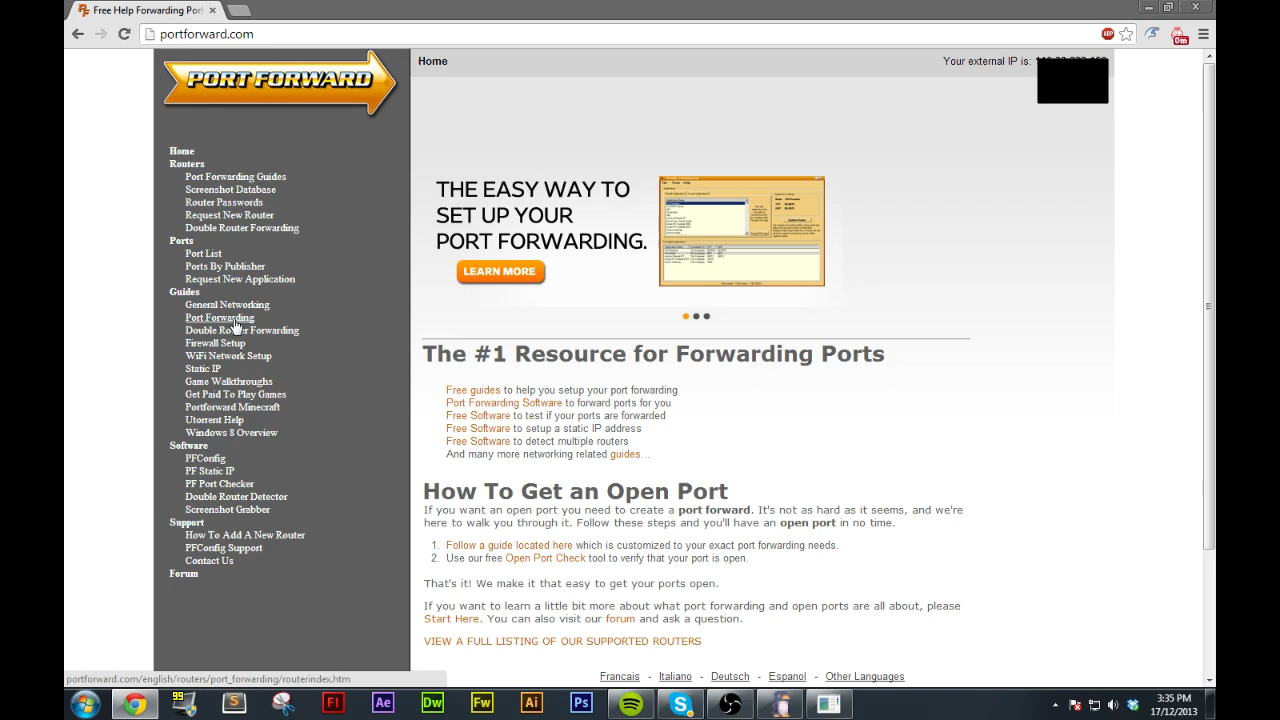 Free Help Forwarding Por
portforward.com
0m
PORT FORWARD
Home
Your external IP is:
Home
Routers
Port Forwarding Guides
Screenshot Database
Router Passwords
Request New Router
Double Router Forwarding
Ports
Port List
Ports By Publisher
Request New Application
Guides
General Networking
Port Forwarding
Double Router Forwarding
Firewall Setup
WiFi Network Setup
Static IP
Game Walkthroughs
Get Paid To Play Games
Portforward Minecraft
Utorrent Help
Windows 8 Overview
Software
PFConfig
PF Static IP
PF Port Checker
Double Router Detector
Screenshot Grabber
Support
How To Add A New Router
PFConfig Support
Contact Us
Forum
THE EASY WAY TO
SET UP YOUR
PORT FORWARDING.
LEARN MORE
The #1 Resource for Forwarding Ports
Free guides to help you setup your port forwarding
Port Forwarding Software to forward ports for you
Free Software to test if your ports are forwarded
Free Software to setup a static IP address
Free Software to detect multiple routers
And many more networking related guides...
How To Get an Open Port
If you want an open port you need to create a port forward. It's not as hard as it seems, and we're
here to walk you through it. Follow these steps and you'll have an open port in no time.
1. Follow a guide located here which is customized to your exact port forwarding needs.
2. Use our free Open Port Check tool to verify that your port is open.
That's it! We make it that easy to get your ports open.
If you want to learn a little bit more about what port forwarding and open ports are all about, please
Start Here. You can also visit our forum and ask a question.
VIEW A FULL LISTING OF OUR SUPPORTED ROUTERS
Francais - Italiano - Deutsch - Espanol - Other Languages
portforward.com/english/routers/port_forwarding/routerindex.htm
99
S
Fl
Ae
Dw
Fw
Ai
Ps
3:35 PM
17/12/2013